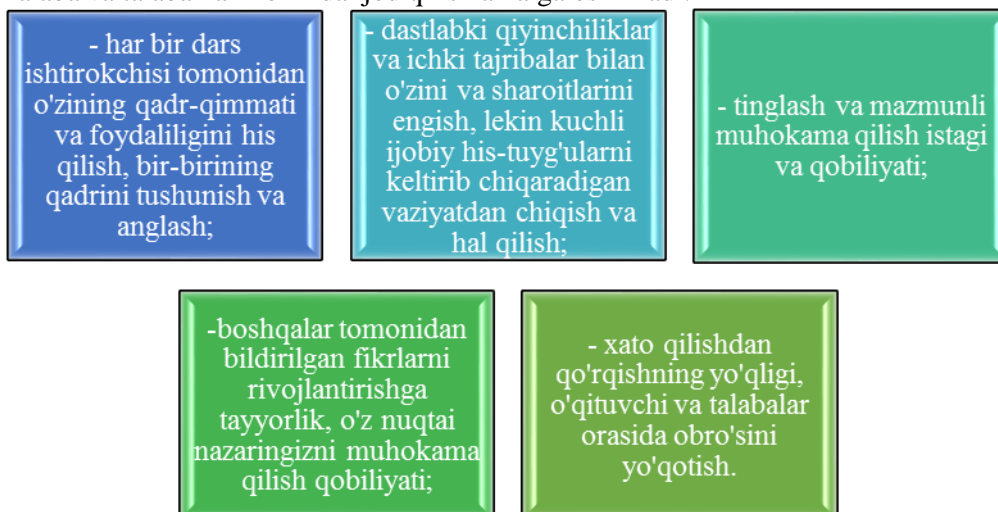 - har bir dars
ishtirokchisi tomonidan
o'zining qadr-qimmati
va foydaliligini his
qilish, bir-birining
qadrini tushunish va
anglash;
- dastlabki qiyinchiliklar
va ichki tajribalar bilan
o'zini va sharoitlarini
engish, lekin kuchli
ijobiy his-tuyg'ularni
keltirib chiqaradigan
vaziyatdan chiqish va
hal qilish;
- tinglash va mazmunli
muhokama qilish istagi
va qobiliyati;
-boshqalar tomonidan
bildirilgan fikrlarni
rivojlantirishga
tayyorlik, o'z nuqtai
nazaringizni muhokama
qilish qobiliyati;
- xato qilishdan
qo'rqishning yo'qligi,
o'qituvchi va talabalar
orasida obro'sini
yo'qotish.